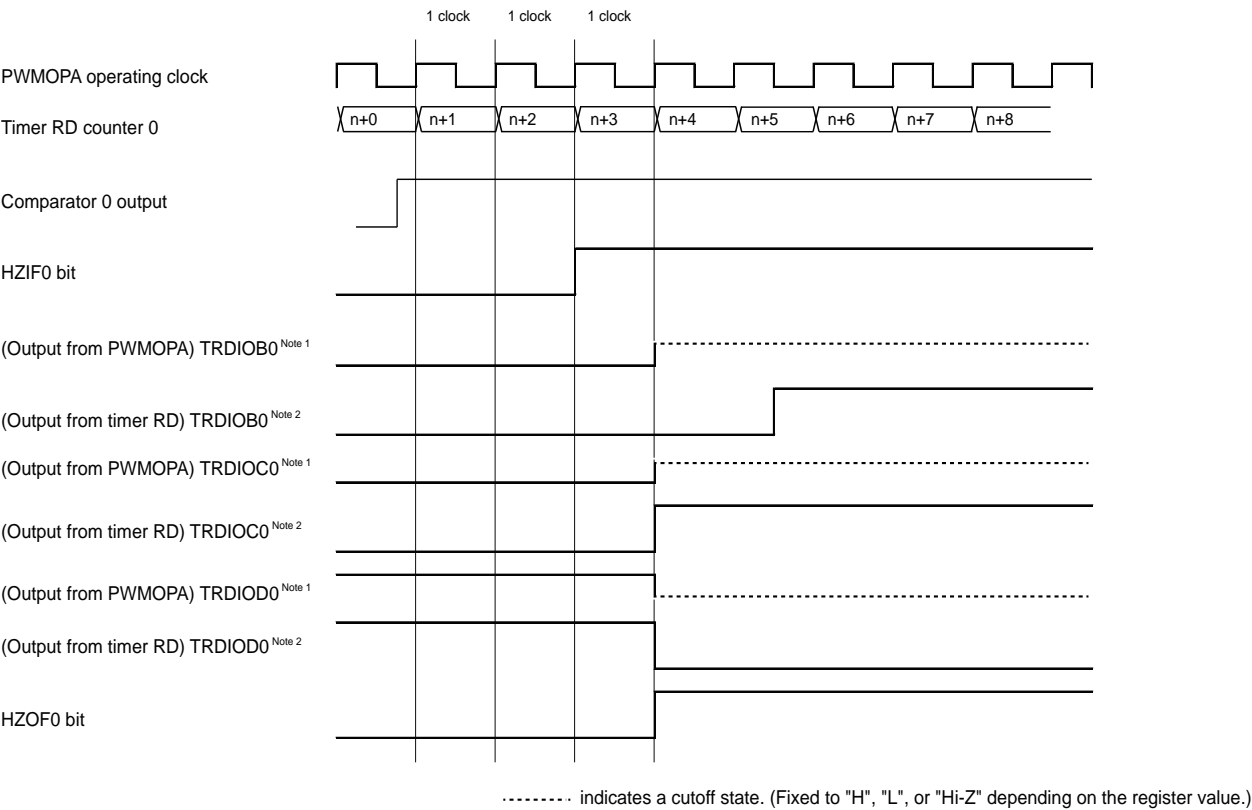 1 clock 1 clock 1 clock
PWMOPA operating clock
Timer RD counter 0 n+0 n+1 n+2 n+3 n+4 n+5 n+6 n+7 n+8
Comparator 0 output
HZIF0 bit
(Output from PWMOPA) TRDIOB0 Note 1
(Output from timer RD) TRDIOB0 Note 2
(Output from PWMOPA) TRDIOC0 Note 1
(Output from timer RD) TRDIOC0 Note 2
(Output from PWMOPA) TRDIOD0 Note 1
(Output from timer RD) TRDIOD0 Note 2
HZOF0 bit
indicates a cutoff state. (Fixed to "H", "L", or "Hi-Z" depending on the register value.)